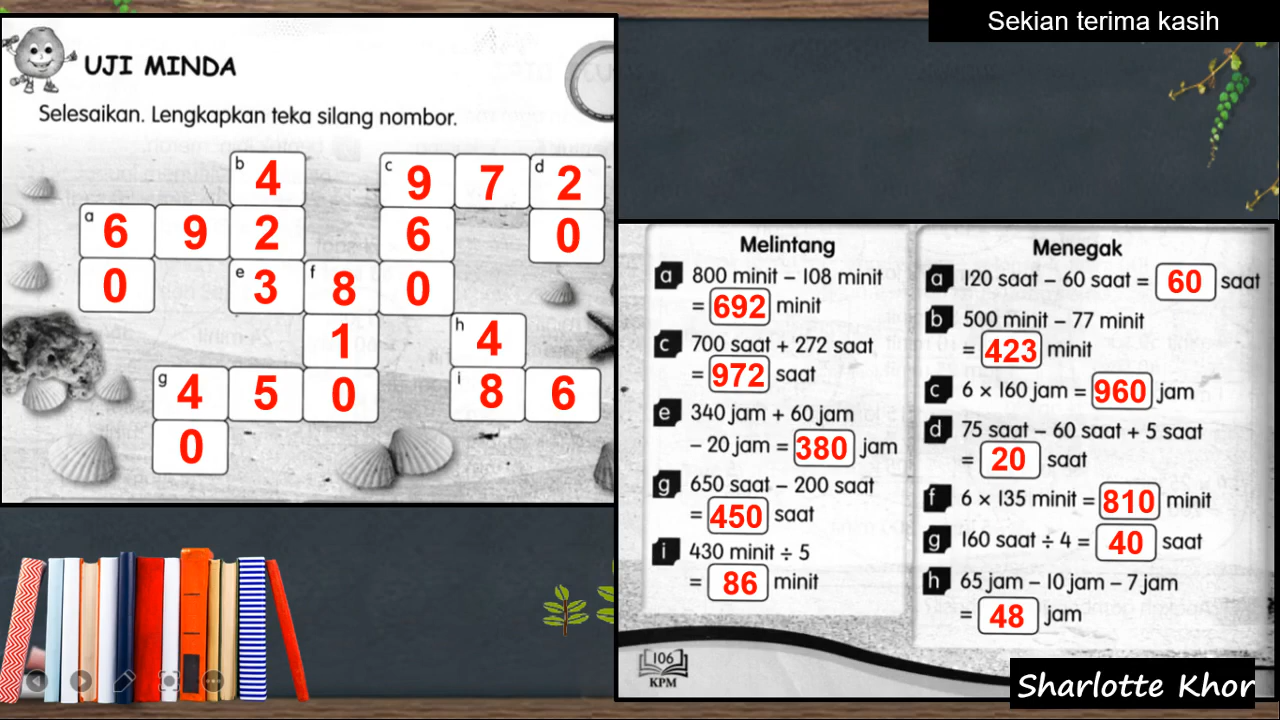 Sekian terima kasih
UJI MINDA
Selesaikan. Lengkapkan teka silang nombor.
b 4 c 9 7 d 2
a 6 9 2 6 0
0 e 3 f 8 0
1 h 4
g 4 5 0 i 8 6
0
Melintang
a 800 minit – 108 minit
= 692 minit
c 700 saat + 272 saat
= 972 saat
e 340 jam + 60 jam
– 20 jam = 380 jam
g 650 saat – 200 saat
= 450 saat
i 430 minit ÷ 5
= 86 minit
Menegak
a 120 saat – 60 saat = 60 saat
b 500 minit – 77 minit
= 423 minit
c 6 × 160 jam = 960 jam
d 75 saat – 60 saat + 5 saat
= 20 saat
f 6 × 135 minit = 810 minit
g 160 saat ÷ 4 = 40 saat
h 65 jam – 10 jam – 7 jam
= 48 jam
106
KPM
Sharlotte Khor